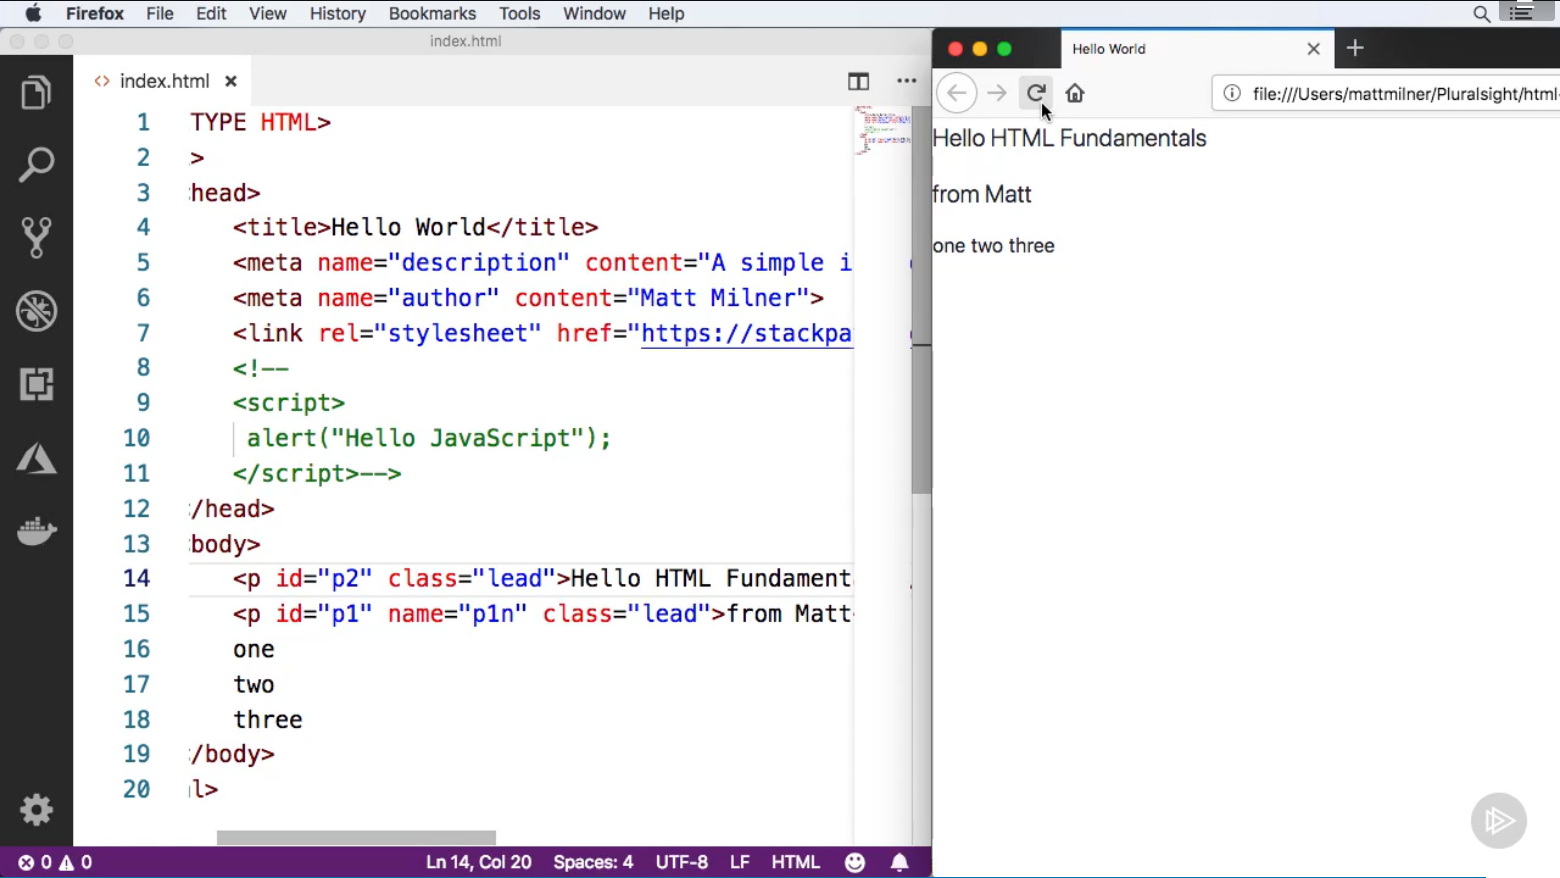 Firefox File Edit View History Bookmarks Tools Window Help
index.html
index.html
Hello World
file:///Users/mattmilner/Pluralsight/html-
1 TYPE HTML>
2 >
3 head>
4 <title>Hello World</title>
5 <meta name="description" content="A simple i
6 <meta name="author" content="Matt Milner">
7 <link rel="stylesheet" href="https://stackpa
8 <!--
9 <script>
10 alert("Hello JavaScript");
11 </script>-->
12 /head>
13 body>
14 <p id="p2" class="lead">Hello HTML Fundament
15 <p id="p1" name="p1n" class="lead">from Matt
16 one
17 two
18 three
19 /body>
20 l>
Hello HTML Fundamentals
from Matt
one two three
0 0 Ln 14, Col 20 Spaces: 4 UTF-8 LF HTML